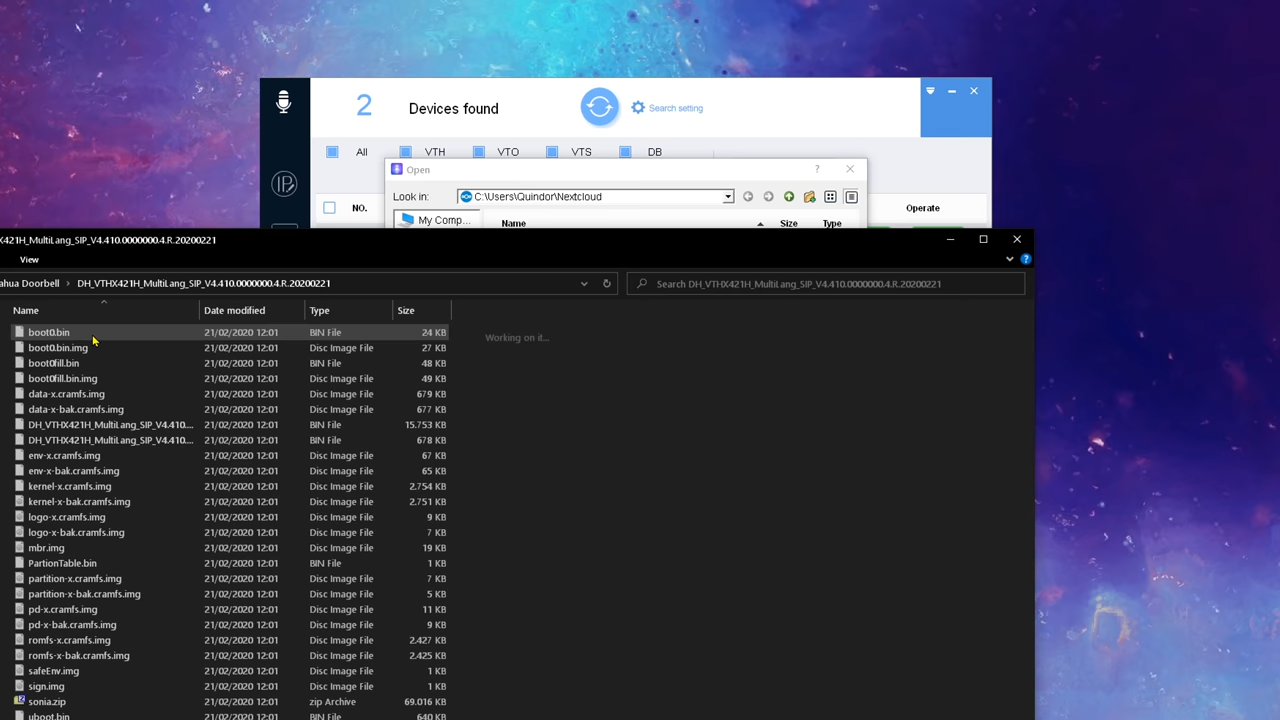 2 Devices found Search setting
All VTH VTO VTS DB
Open ?
Look in: C:\Users\Quindor\Nextcloud
IP
NO. My Comp... Name Size Type Operate
X421H_MultiLang_SIP_V4.410.0000000.4.R.20200221
View ?
ahua Doorbell > DH_VTHX421H_MultiLang_SIP_V4.410.0000000.4.R.20200221 Search DH_VTHX421H_MultiLang_SIP_V4.410.0000000.4.R.20200221
Name Date modified Type Size
boot0.bin 21/02/2020 12:01 BIN File 24 KB
Working on it...
boot0.bin.img 21/02/2020 12:01 Disc Image File 27 KB
boot0fill.bin 21/02/2020 12:01 BIN File 48 KB
boot0fill.bin.img 21/02/2020 12:01 Disc Image File 49 KB
data-x.cramfs.img 21/02/2020 12:01 Disc Image File 679 KB
data-x-bak.cramfs.img 21/02/2020 12:01 Disc Image File 677 KB
DH_VTHX421H_MultiLang_SIP_V4.410.... 21/02/2020 12:01 BIN File 15.753 KB
DH_VTHX421H_MultiLang_SIP_V4.410.... 21/02/2020 12:01 BIN File 678 KB
env-x.cramfs.img 21/02/2020 12:01 Disc Image File 67 KB
env-x-bak.cramfs.img 21/02/2020 12:01 Disc Image File 65 KB
kernel-x.cramfs.img 21/02/2020 12:01 Disc Image File 2.754 KB
kernel-x-bak.cramfs.img 21/02/2020 12:01 Disc Image File 2.751 KB
logo-x.cramfs.img 21/02/2020 12:01 Disc Image File 9 KB
logo-x-bak.cramfs.img 21/02/2020 12:01 Disc Image File 7 KB
mbr.img 21/02/2020 12:01 Disc Image File 19 KB
PartionTable.bin 21/02/2020 12:01 BIN File 1 KB
partition-x.cramfs.img 21/02/2020 12:01 Disc Image File 7 KB
partition-x-bak.cramfs.img 21/02/2020 12:01 Disc Image File 5 KB
pd-x.cramfs.img 21/02/2020 12:01 Disc Image File 11 KB
pd-x-bak.cramfs.img 21/02/2020 12:01 Disc Image File 9 KB
romfs-x.cramfs.img 21/02/2020 12:01 Disc Image File 2.427 KB
romfs-x-bak.cramfs.img 21/02/2020 12:01 Disc Image File 2.425 KB
safeEnv.img 21/02/2020 12:01 Disc Image File 1 KB
sign.img 21/02/2020 12:01 Disc Image File 1 KB
sonia.zip 21/02/2020 12:01 zip Archive 69.016 KB
uboot.bin 21/02/2020 12:01 BIN File 640 KB